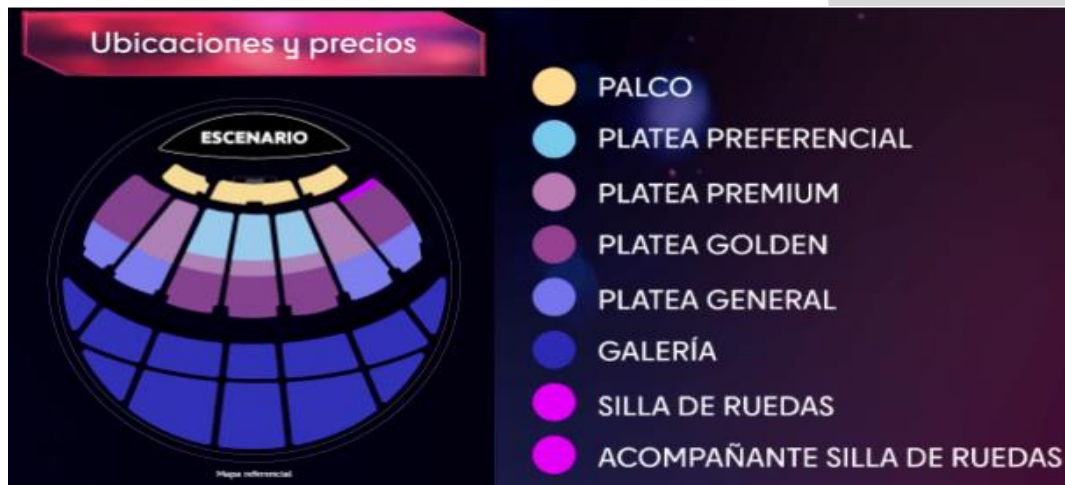 Ubicaciones y precios
ESCENARIO
Mapa referencial
PALCO
PLATEA PREFERENCIAL
PLATEA PREMIUM
PLATEA GOLDEN
PLATEA GENERAL
GALERÍA
SILLA DE RUEDAS
ACOMPAÑANTE SILLA DE RUEDAS